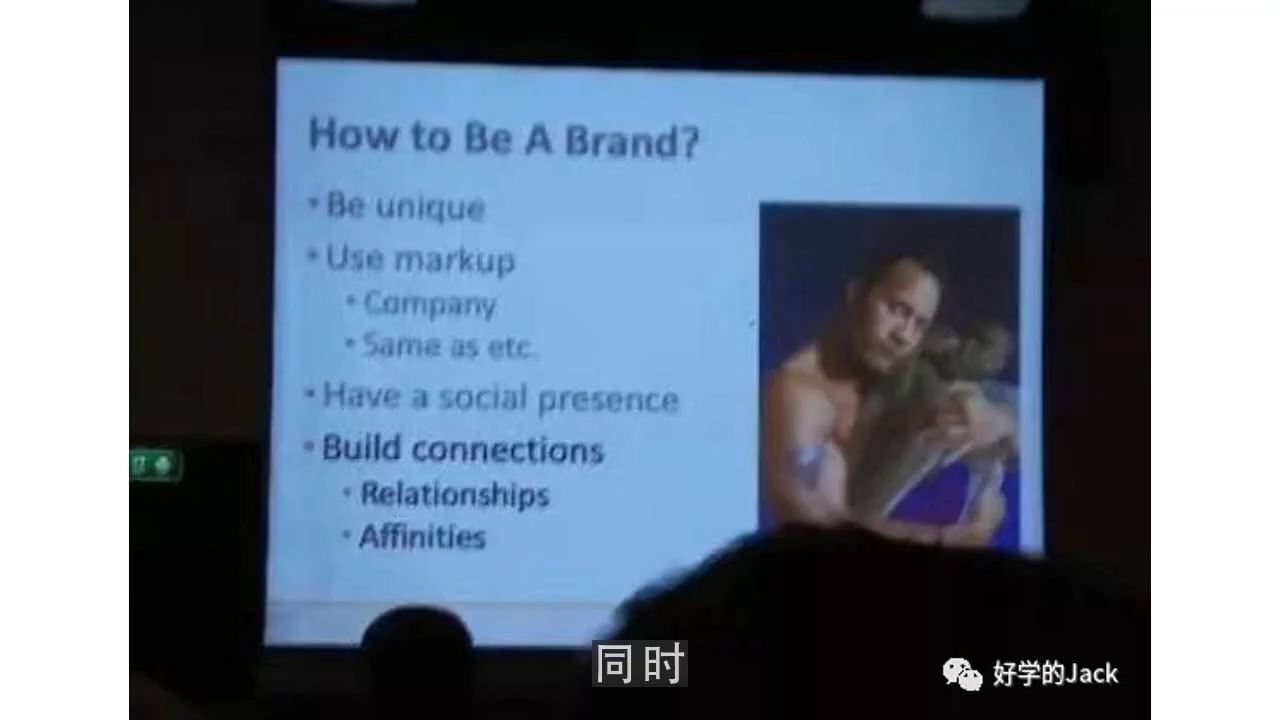 How to Be A Brand?
• Be unique
• Use markup
• Company
• Same as etc.
• Have a social presence
• Build connections
• Relationships
• Affinities
同时
好学的Jack